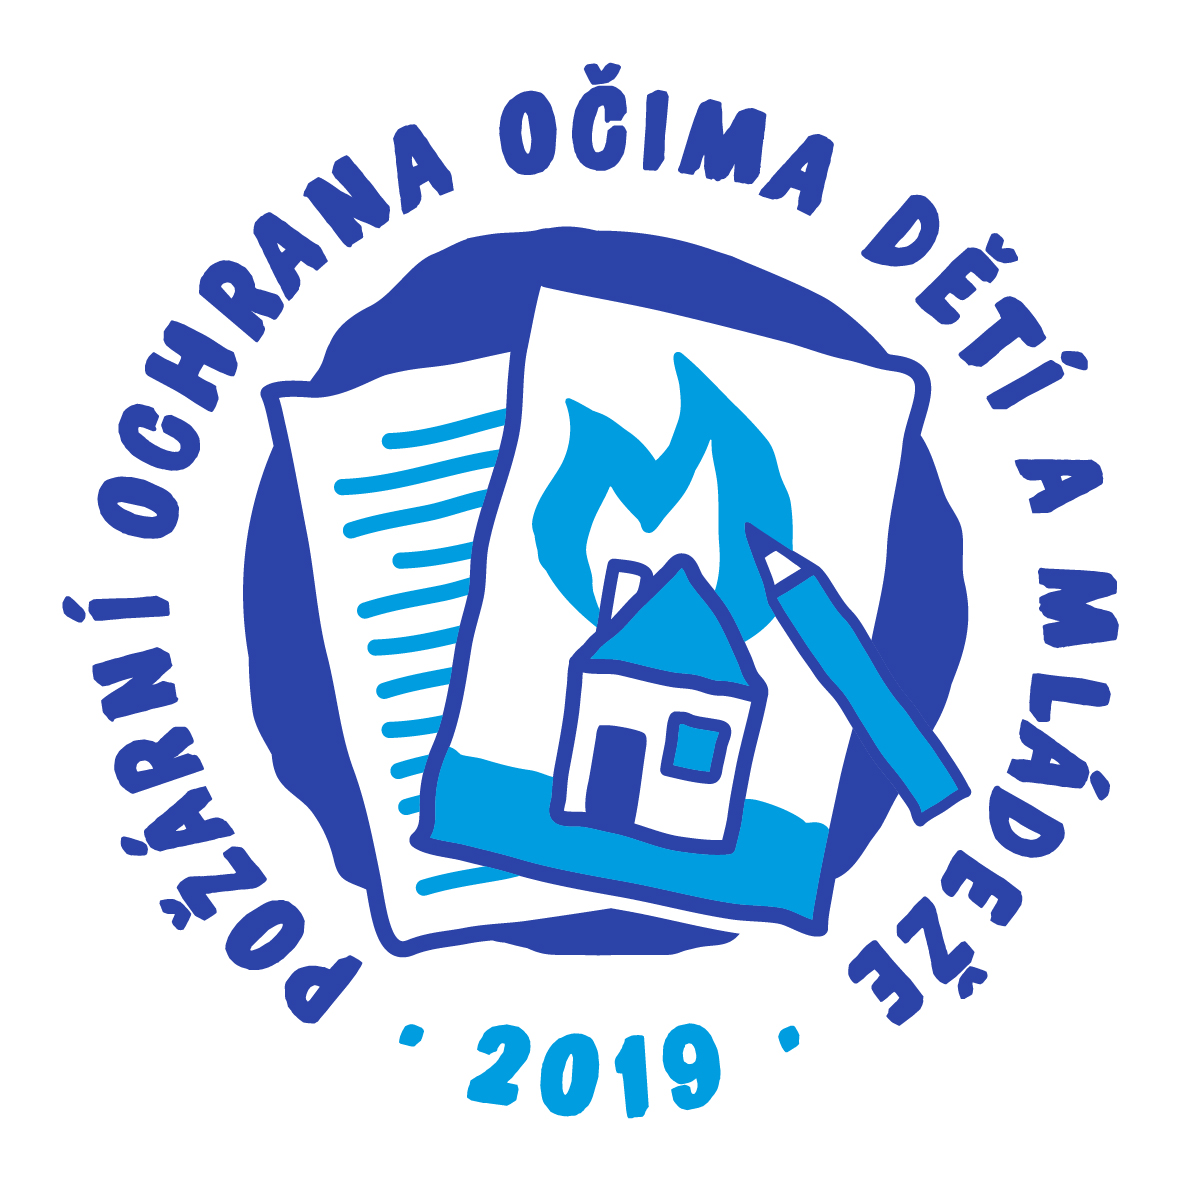 POŽÁRNÍ OCHRANA OČIMA DĚTÍ A MLÁDEŽE
· 2019 ·